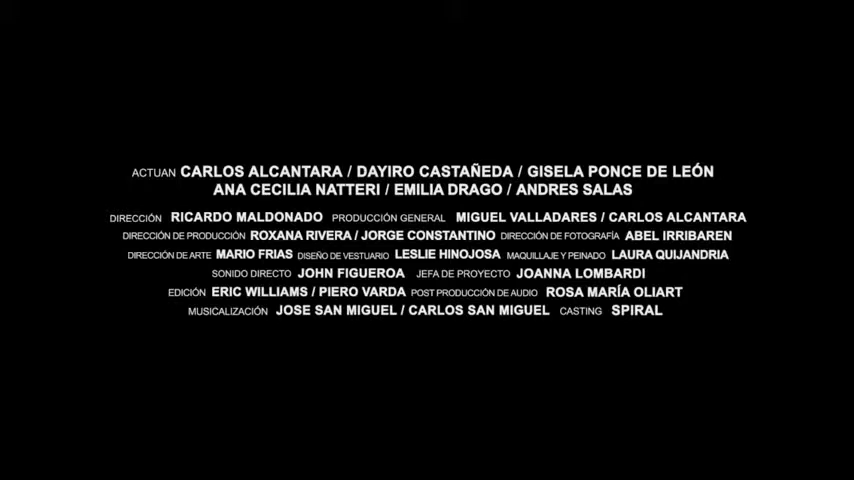 ACTUAN CARLOS ALCANTARA / DAYIRO CASTAÑEDA / GISELA PONCE DE LEÓN
ANA CECILIA NATTERI / EMILIA DRAGO / ANDRES SALAS
DIRECCIÓN RICARDO MALDONADO PRODUCCIÓN GENERAL MIGUEL VALLADARES / CARLOS ALCANTARA
DIRECCIÓN DE PRODUCCIÓN ROXANA RIVERA / JORGE CONSTANTINO DIRECCIÓN DE FOTOGRAFÍA ABEL IRRIBAREN
DIRECCIÓN DE ARTE MARIO FRIAS DISEÑO DE VESTUARIO LESLIE HINOJOSA MAQUILLAJE Y PEINADO LAURA QUIJANDRIA
SONIDO DIRECTO JOHN FIGUEROA JEFA DE PROYECTO JOANNA LOMBARDI
EDICIÓN ERIC WILLIAMS / PIERO VARDA POST PRODUCCIÓN DE AUDIO ROSA MARÍA OLIART
MUSICALIZACIÓN JOSE SAN MIGUEL / CARLOS SAN MIGUEL CASTING SPIRAL